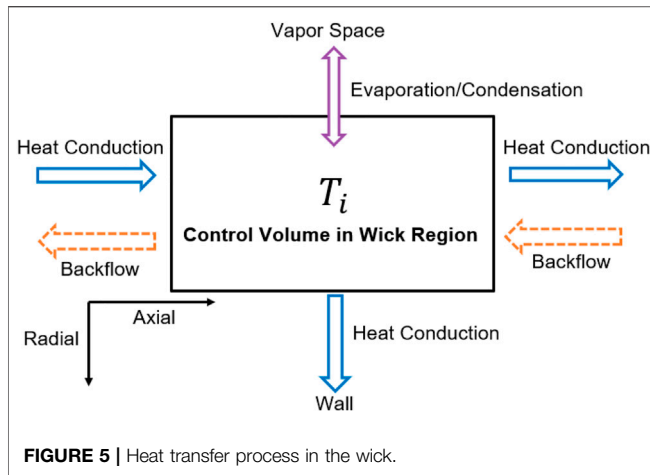 Vapor Space
Evaporation/Condensation
Heat Conduction
Heat Conduction
T_i
Control Volume in Wick Region
Backflow
Backflow
Axial
Radial
Heat Conduction
Wall
FIGURE 5 | Heat transfer process in the wick.